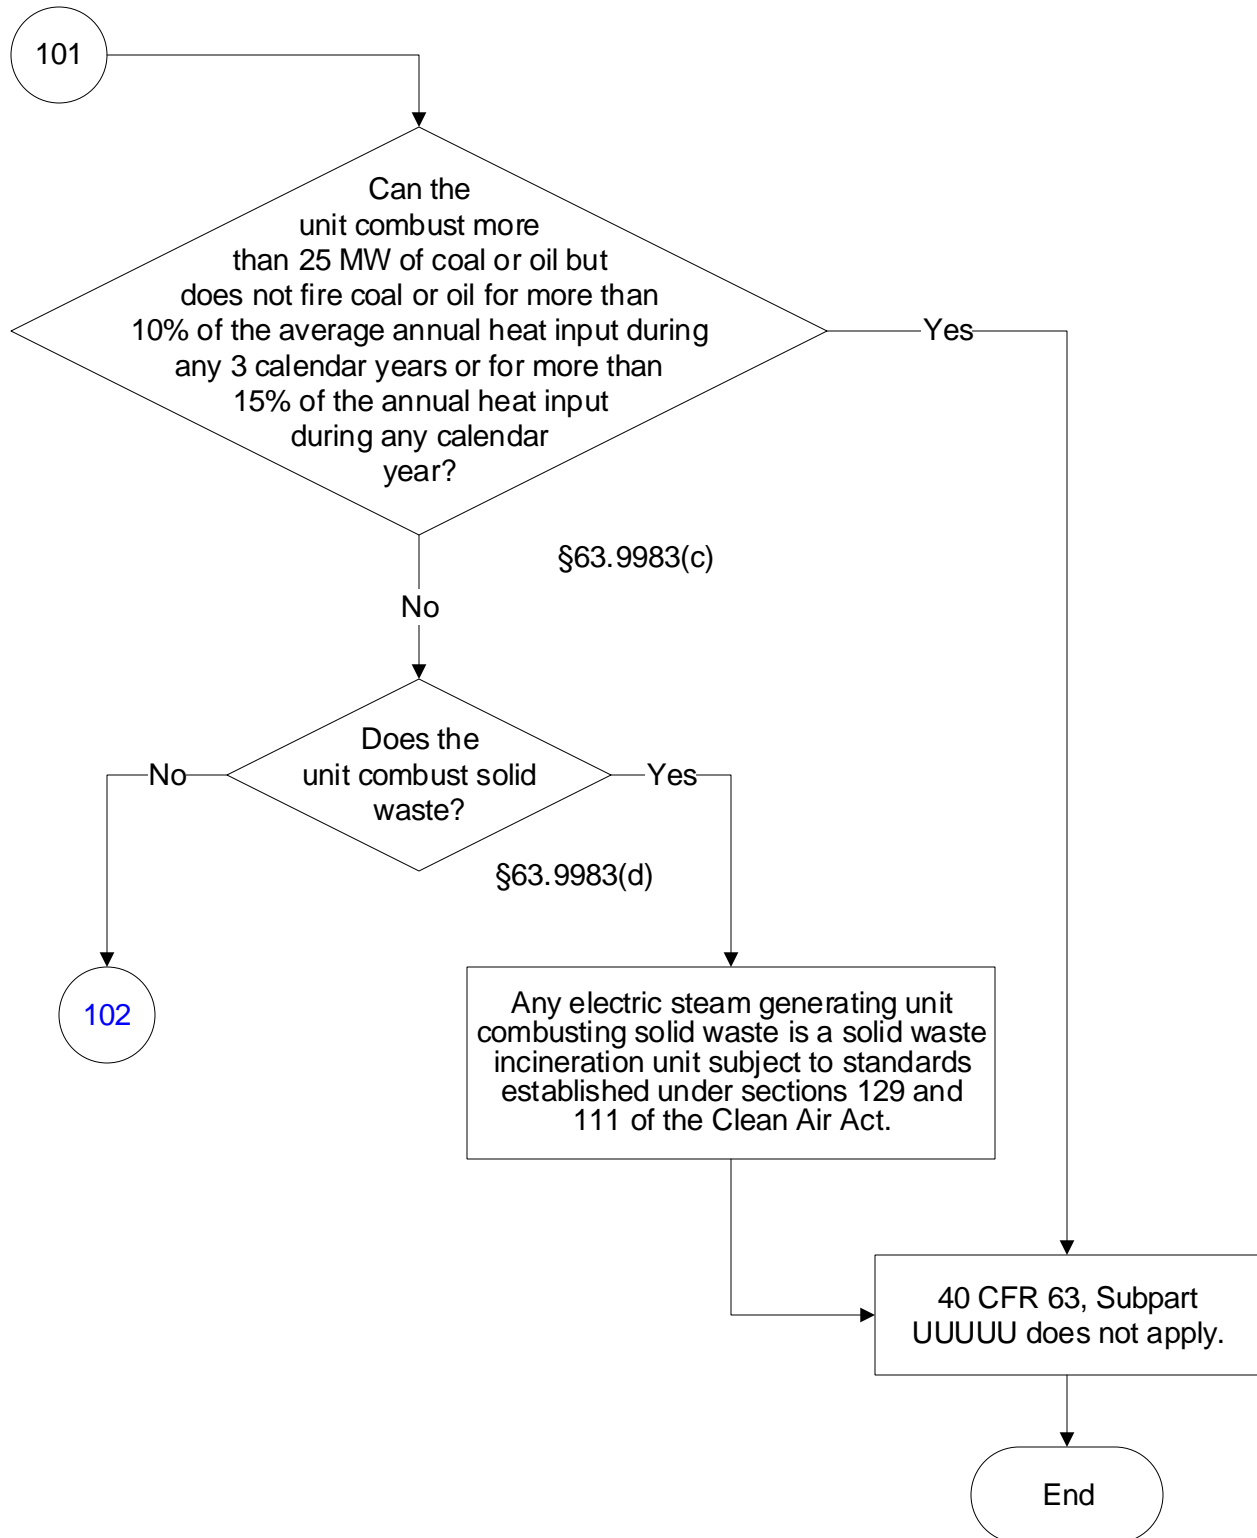 101
Can the
unit combust more
than 25 MW of coal or oil but
does not fire coal or oil for more than
10% of the average annual heat input during
any 3 calendar years or for more than
15% of the annual heat input
during any calendar
year?
Yes
§63.9983(c)
No
Does the
unit combust solid
waste?
No
Yes
§63.9983(d)
102
Any electric steam generating unit
combusting solid waste is a solid waste
incineration unit subject to standards
established under sections 129 and
111 of the Clean Air Act.
40 CFR 63, Subpart
UUUUU does not apply.
End